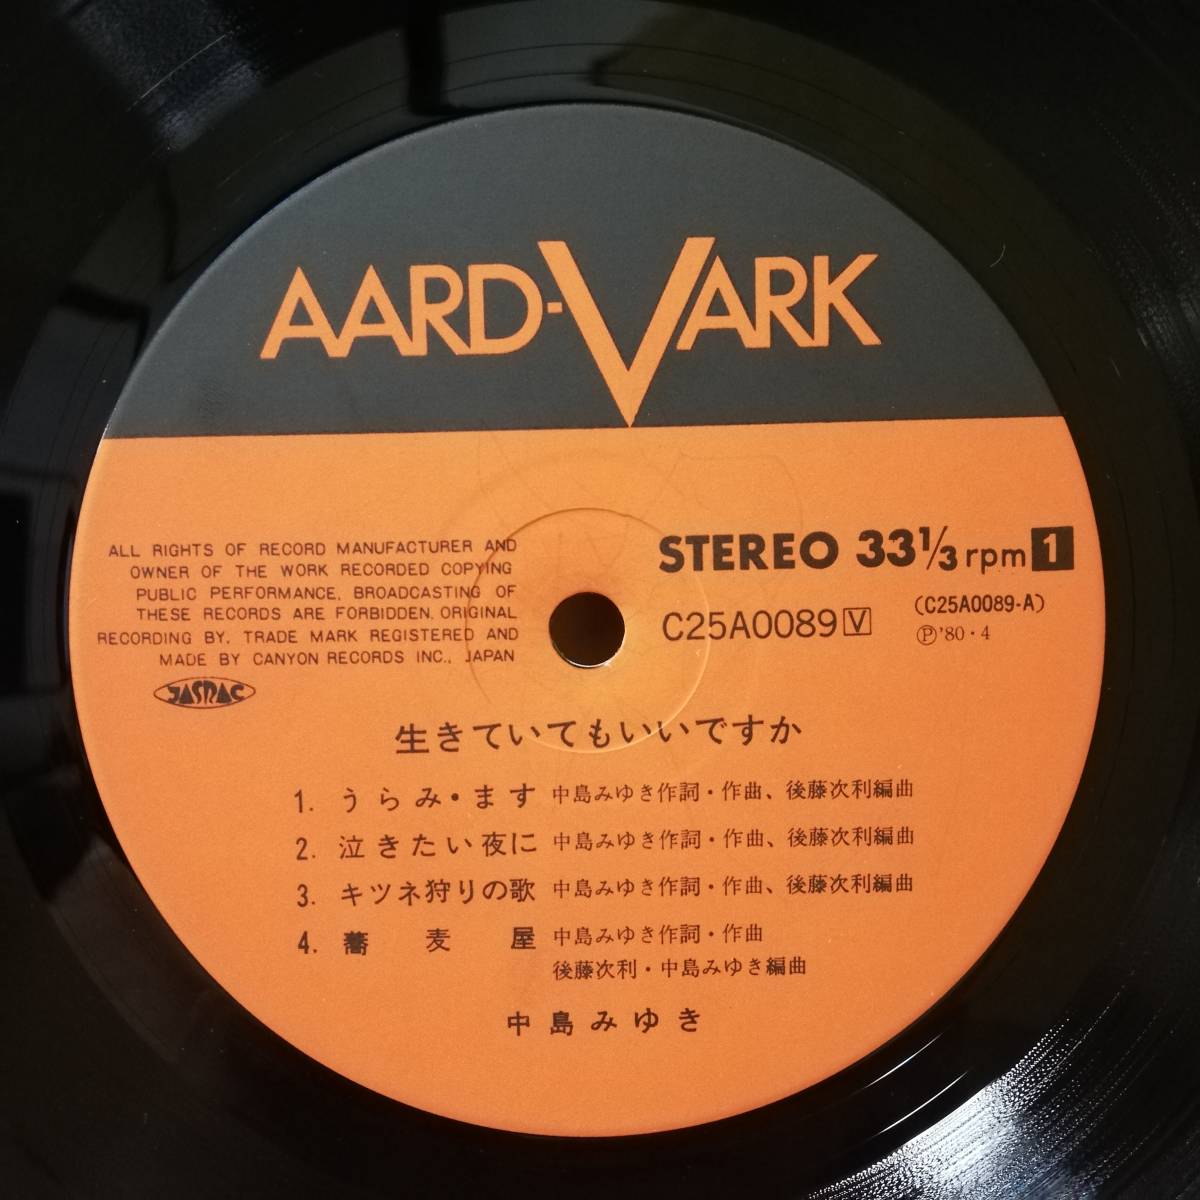 AARD-VARK
ALL RIGHTS OF RECORD MANUFACTURER AND
OWNER OF THE WORK RECORDED COPYING
PUBLIC PERFORMANCE, BROADCASTING OF
THESE RECORDS ARE FORBIDDEN. ORIGINAL
RECORDING BY. TRADE MARK REGISTERED AND
MADE BY CANYON RECORDS INC., JAPAN
JASRAC
STEREO 33⅓ rpm 1
C25A0089 V (C25A0089-A)
Ⓟ'80・4
生きていてもいいですか
1. うらみ・ます 中島みゆき作詞・作曲、後藤次利編曲
2. 泣きたい夜に 中島みゆき作詞・作曲、後藤次利編曲
3. キツネ狩りの歌 中島みゆき作詞・作曲、後藤次利編曲
4. 蕎麦屋 中島みゆき作詞・作曲
後藤次利・中島みゆき編曲
中島みゆき